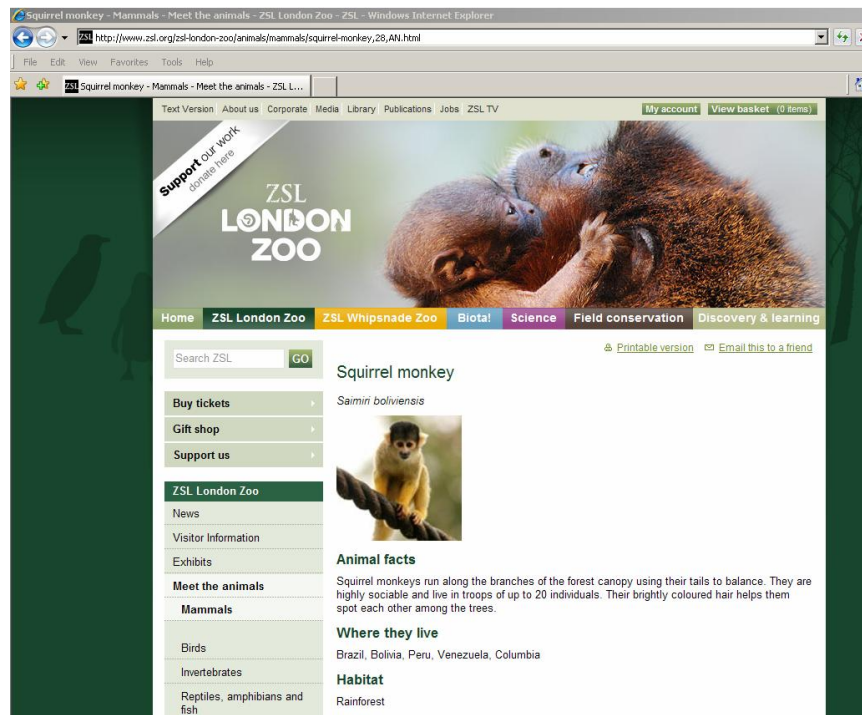 Squirrel monkey - Mammals - Meet the animals - ZSL London Zoo - ZSL - Windows Internet Explorer
ZSL http://www.zsl.org/zsl-london-zoo/animals/mammals/squirrel-monkey,28,AN.html
File Edit View Favorites Tools Help
ZSL Squirrel monkey - Mammals - Meet the animals - ZSL L...
Text Version About us Corporate Media Library Publications Jobs ZSL TV My account View basket (0 items)
Support our work
donate here
ZSL
LONDON
ZOO
Home ZSL London Zoo ZSL Whipsnade Zoo Biota! Science Field conservation Discovery & learning
Printable version Email this to a friend
Search ZSL GO
Squirrel monkey
Saimiri boliviensis
Buy tickets
Gift shop
Support us
ZSL London Zoo
News
Visitor Information
Exhibits
Meet the animals
Mammals
Birds
Invertebrates
Reptiles, amphibians and
fish
Animal facts
Squirrel monkeys run along the branches of the forest canopy using their tails to balance. They are
highly sociable and live in troops of up to 20 individuals. Their brightly coloured hair helps them
spot each other among the trees.
Where they live
Brazil, Bolivia, Peru, Venezuela, Columbia
Habitat
Rainforest